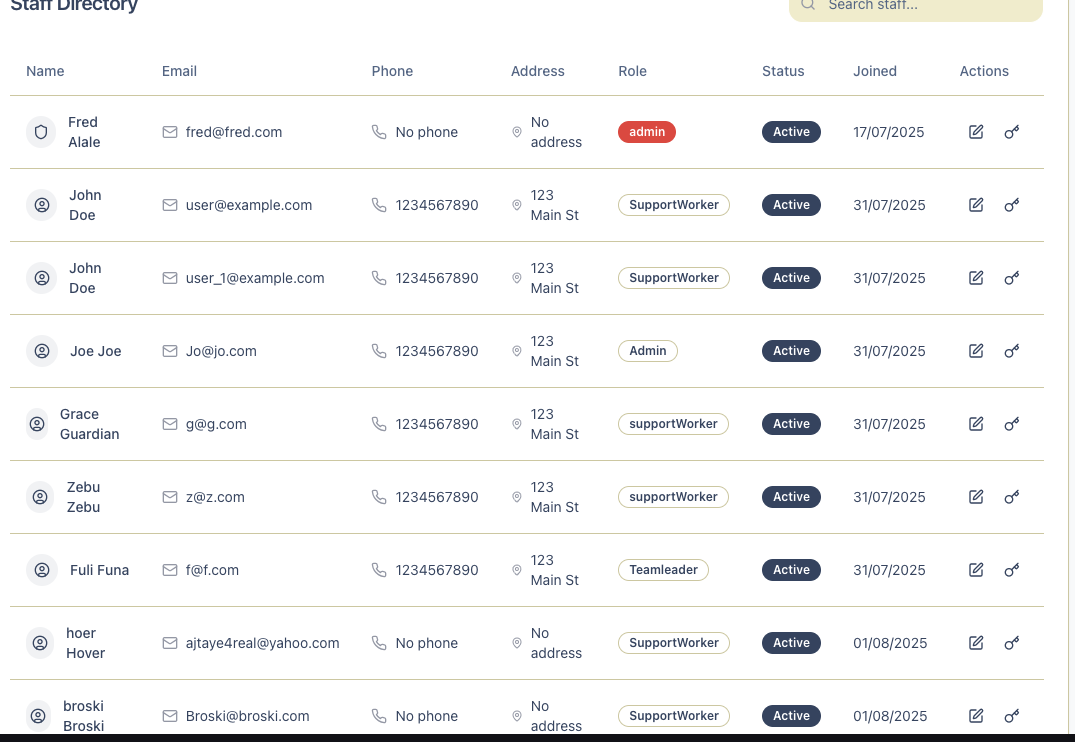 Staff Directory
Search staff...
Name Email Phone Address Role Status Joined Actions
Fred
Alale
fred@fred.com No phone
No
address
admin Active 17/07/2025
John
Doe
user@example.com 1234567890
123
Main St
SupportWorker Active 31/07/2025
John
Doe
user_1@example.com 1234567890
123
Main St
SupportWorker Active 31/07/2025
Joe Joe Jo@jo.com 1234567890
123
Main St
Admin Active 31/07/2025
Grace
Guardian
g@g.com 1234567890
123
Main St
supportWorker Active 31/07/2025
Zebu
Zebu
z@z.com 1234567890
123
Main St
supportWorker Active 31/07/2025
Fuli Funa f@f.com 1234567890
123
Main St
Teamleader Active 31/07/2025
hoer
Hover
ajtaye4real@yahoo.com No phone
No
address
SupportWorker Active 01/08/2025
broski
Broski
Broski@broski.com No phone
No
address
SupportWorker Active 01/08/2025